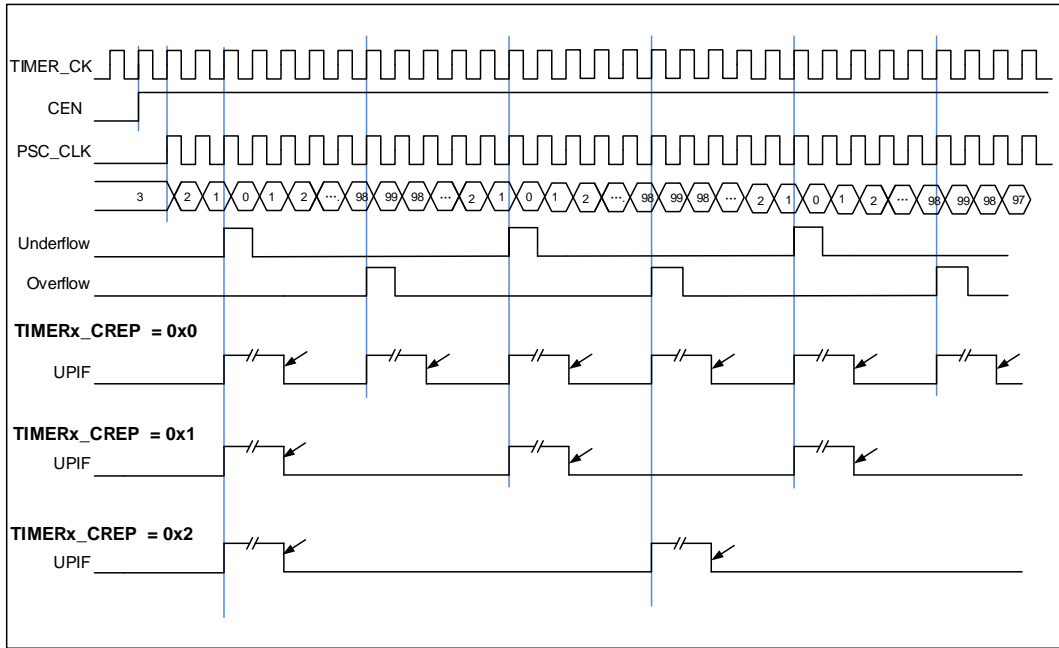 TIMER_CK
CEN
PSC_CLK
3 2 1 0 1 2 .... 98 99 98 ... 2 1 0 1 2 .... 98 99 98 ... 2 1 0 1 2 ... 98 99 98 97
Underflow
Overflow
TIMERx_CREP = 0x0
UPIF
TIMERx_CREP = 0x1
UPIF
TIMERx_CREP = 0x2
UPIF